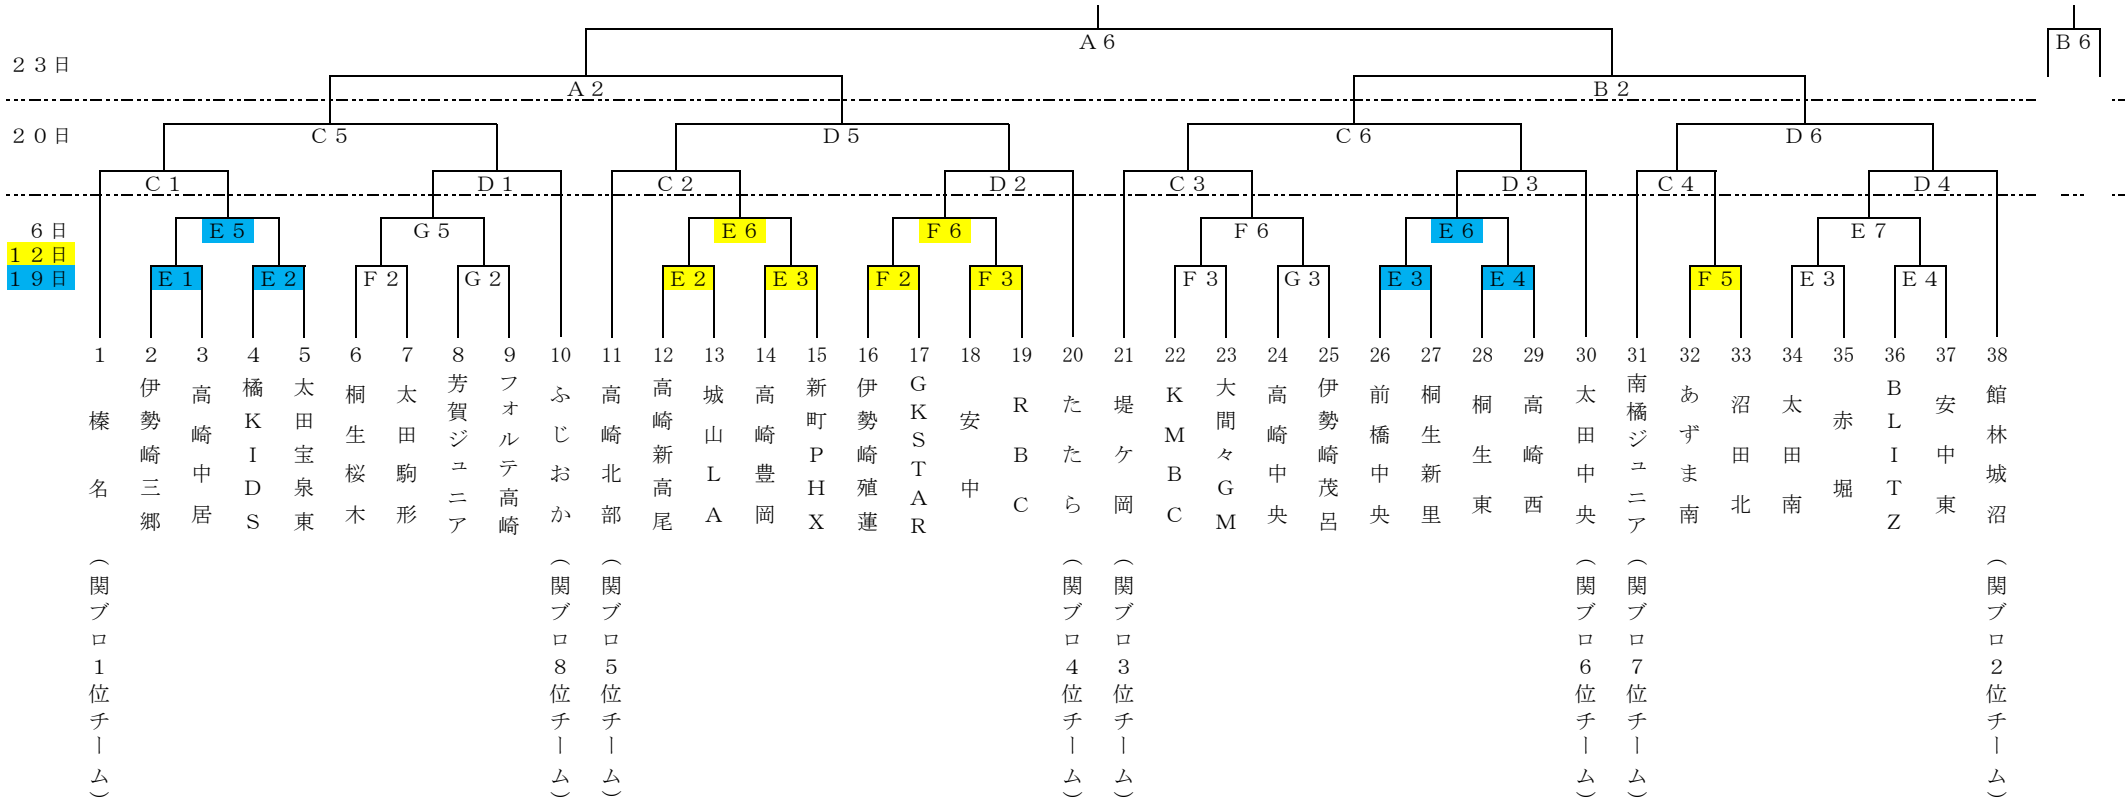 Ａ６
Ｂ６
２３日
Ａ２
Ｂ２
２０日
Ｃ５
Ｄ５
Ｃ６
Ｄ６
Ｃ１
Ｄ１
Ｃ２
Ｄ２
Ｃ３
Ｄ３
Ｃ４
Ｄ４
６日
Ｅ５
Ｇ５
Ｅ６
Ｆ６
Ｆ６
Ｅ６
Ｅ７
１２日
１９日
Ｅ１
Ｅ２
Ｆ２
Ｇ２
Ｅ２
Ｅ３
Ｆ２
Ｆ３
Ｆ３
Ｇ３
Ｅ３
Ｅ４
Ｆ５
Ｅ３
Ｅ４
1
2
3
4
5
6
7
8
9
10
11
12
13
14
15
16
17
18
19
20
21
22
23
24
25
26
27
28
29
30
31
32
33
34
35
36
37
38
榛名
伊勢崎三郷
高崎中居
橘ＫＩＤＳ
太田宝泉東
桐生桜木
太田駒形
芳賀ジュニア
フォルテ高崎
ふじおか
高崎北部
高崎新高尾
城山ＬＡ
高崎豊岡
新町ＰＨＸ
伊勢崎殖蓮
ＧＫＳＴＡＲ
安中
ＲＢＣ
たたら
堤ケ岡
ＫＭＢＣ
大間々ＧＭ
高崎中央
伊勢崎茂呂
前橋中央
桐生新里
桐生東
高崎西
太田中央
南橘ジュニア
あずま南
沼田北
太田南
赤堀
ＢＬＩＴＺ
安中東
館林城沼
（関ブロ１位チーム）
（関ブロ８位チーム）
（関ブロ５位チーム）
（関ブロ４位チーム）
（関ブロ３位チーム）
（関ブロ６位チーム）
（関ブロ７位チーム）
（関ブロ２位チーム）